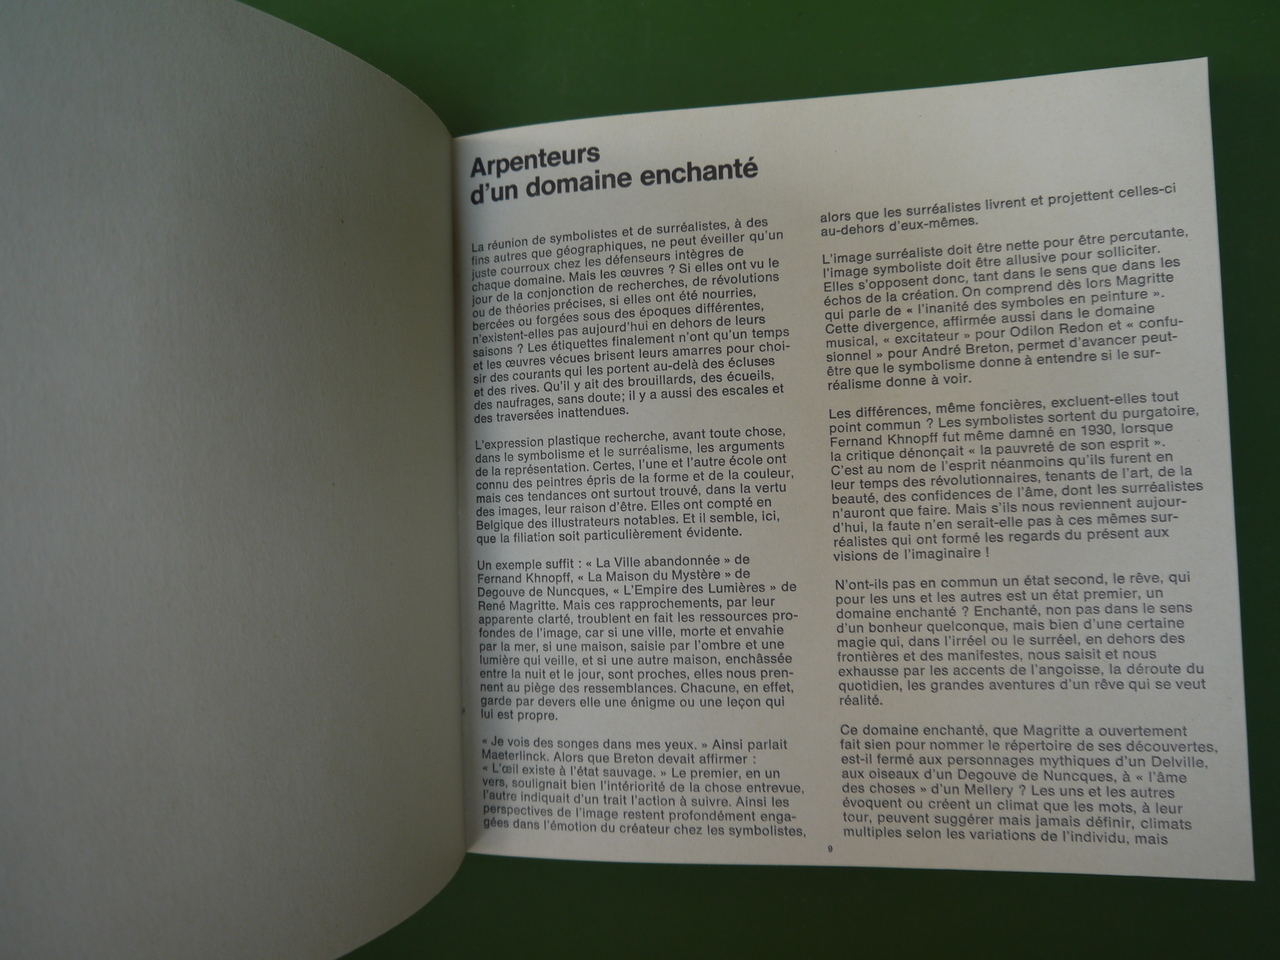 Arpenteurs
d'un domaine enchanté
La réunion de symbolistes et de surréalistes, à des
fins autres que géographiques, ne peut éveiller qu'un
juste courroux chez les défenseurs intègres de
chaque domaine. Mais les œuvres ? Si elles ont vu le
jour de la conjonction de recherches, de révolutions
ou de théories précises, si elles ont été nourries,
bercées ou forgées sous des époques différentes,
n'existent-elles pas aujourd'hui en dehors de leurs
saisons ? Les étiquettes finalement n'ont qu'un temps
et les œuvres vécues brisent leurs amarres pour choi-
sir des courants qui les portent au-delà des écluses
et des rives. Qu'il y ait des brouillards, des écueils,
des naufrages, sans doute; il y a aussi des escales et
des traversées inattendues.
L'expression plastique recherche, avant toute chose,
dans le symbolisme et le surréalisme, les arguments
de la représentation. Certes, l'une et l'autre école ont
connu des peintres épris de la forme et de la couleur,
mais ces tendances ont surtout trouvé, dans la vertu
des images, leur raison d'être. Elles ont compté en
Belgique des illustrateurs notables. Et il semble, ici,
que la filiation soit particulièrement évidente.
Un exemple suffit : « La Ville abandonnée » de
Fernand Khnopff, « La Maison du Mystère » de
Degouve de Nuncques, « L'Empire des Lumières » de
René Magritte. Mais ces rapprochements, par leur
apparente clarté, troublent en fait les ressources pro-
fondes de l'image, car si une ville, morte et envahie
par la mer, si une maison, saisie par l'ombre et une
lumière qui veille, et si une autre maison, enchâssée
entre la nuit et le jour, sont proches, elles nous pren-
nent au piège des ressemblances. Chacune, en effet,
garde par devers elle une énigme ou une leçon qui
lui est propre.
« Je vois des songes dans mes yeux. » Ainsi parlait
Maeterlinck. Alors que Breton devait affirmer :
« L'œil existe à l'état sauvage. » Le premier, en un
vers, soulignait bien l'intériorité de la chose entrevue,
l'autre indiquait d'un trait l'action à suivre. Ainsi les
perspectives de l'image restent profondément enga-
gées dans l'émotion du créateur chez les symbolistes,
alors que les surréalistes livrent et projettent celles-ci
au-dehors d'eux-mêmes.
L'image surréaliste doit être nette pour être percutante,
l'image symboliste doit être allusive pour solliciter.
Elles s'opposent donc, tant dans le sens que dans les
échos de la création. On comprend dès lors Magritte
qui parle de « l'inanité des symboles en peinture ».
Cette divergence, affirmée aussi dans le domaine
musical, « excitateur » pour Odilon Redon et « confu-
sionnel » pour André Breton, permet d'avancer peut-
être que le symbolisme donne à entendre si le sur-
réalisme donne à voir.
Les différences, même foncières, excluent-elles tout
point commun ? Les symbolistes sortent du purgatoire,
Fernand Khnopff fut même damné en 1930, lorsque
la critique dénonçait « la pauvreté de son esprit ».
C'est au nom de l'esprit néanmoins qu'ils furent en
leur temps des révolutionnaires, tenants de l'art, de la
beauté, des confidences de l'âme, dont les surréalistes
n'auront que faire. Mais s'ils nous reviennent aujour-
d'hui, la faute n'en serait-elle pas à ces mêmes sur-
réalistes qui ont formé les regards du présent aux
visions de l'imaginaire !
N'ont-ils pas en commun un état second, le rêve, qui
pour les uns et les autres est un état premier, un
domaine enchanté ? Enchanté, non pas dans le sens
d'un bonheur quelconque, mais bien d'une certaine
magie qui, dans l'irréel ou le surréel, en dehors des
frontières et des manifestes, nous saisit et nous
exhausse par les accents de l'angoisse, la déroute du
quotidien, les grandes aventures d'un rêve qui se veut
réalité.
Ce domaine enchanté, que Magritte a ouvertement
fait sien pour nommer le répertoire de ses découvertes,
est-il fermé aux personnages mythiques d'un Delville,
aux oiseaux d'un Degouve de Nuncques, à « l'âme
des choses » d'un Mellery ? Les uns et les autres
évoquent ou créent un climat que les mots, à leur
tour, peuvent suggérer mais jamais définir, climats
multiples selon les variations de l'individu, mais
9